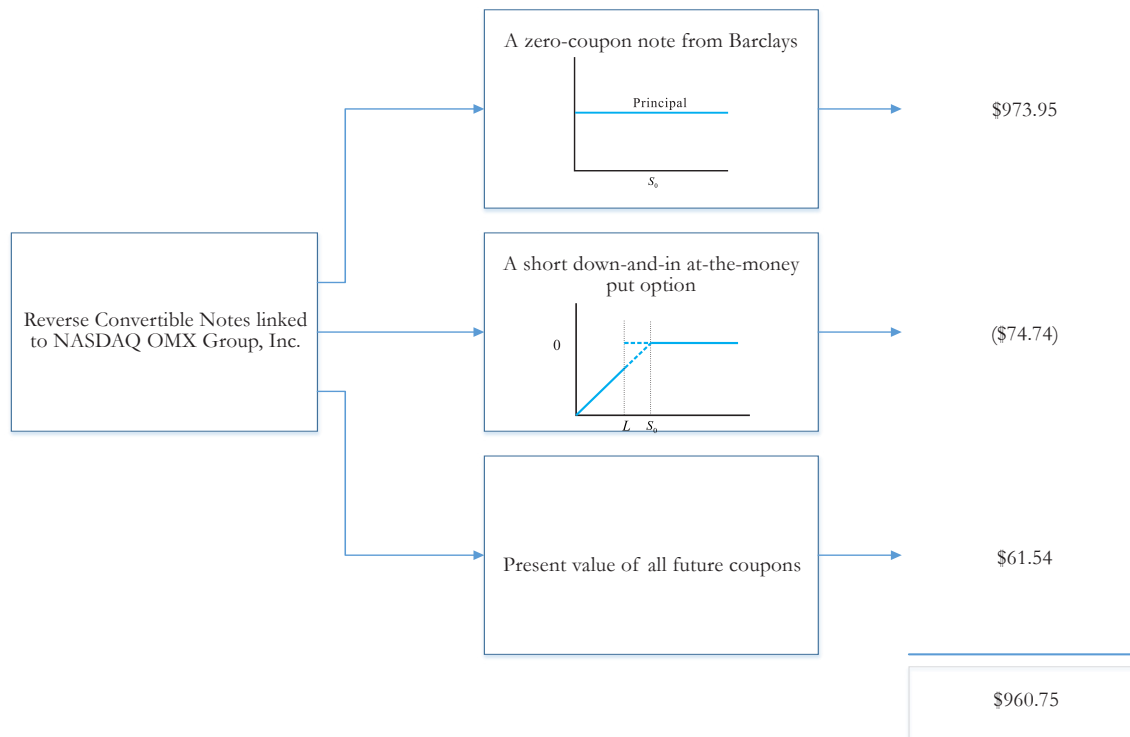 A zero-coupon note from Barclays
Principal
S₀
$973.95
Reverse Convertible Notes linked
to NASDAQ OMX Group, Inc.
A short down-and-in at-the-money
put option
0
L S₀
($74.74)
Present value of all future coupons
$61.54
$960.75